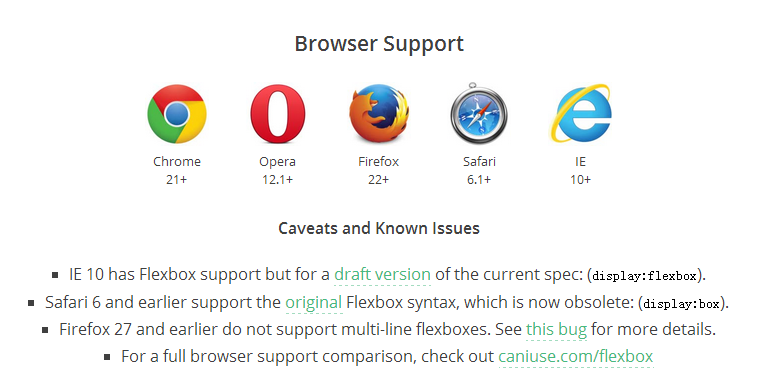 Browser Support
Chrome Opera Firefox Safari IE
21+ 12.1+ 22+ 6.1+ 10+
Caveats and Known Issues
▪ IE 10 has Flexbox support but for a draft version of the current spec: (display:flexbox).
▪ Safari 6 and earlier support the original Flexbox syntax, which is now obsolete: (display:box).
▪ Firefox 27 and earlier do not support multi-line flexboxes. See this bug for more details.
▪ For a full browser support comparison, check out caniuse.com/flexbox